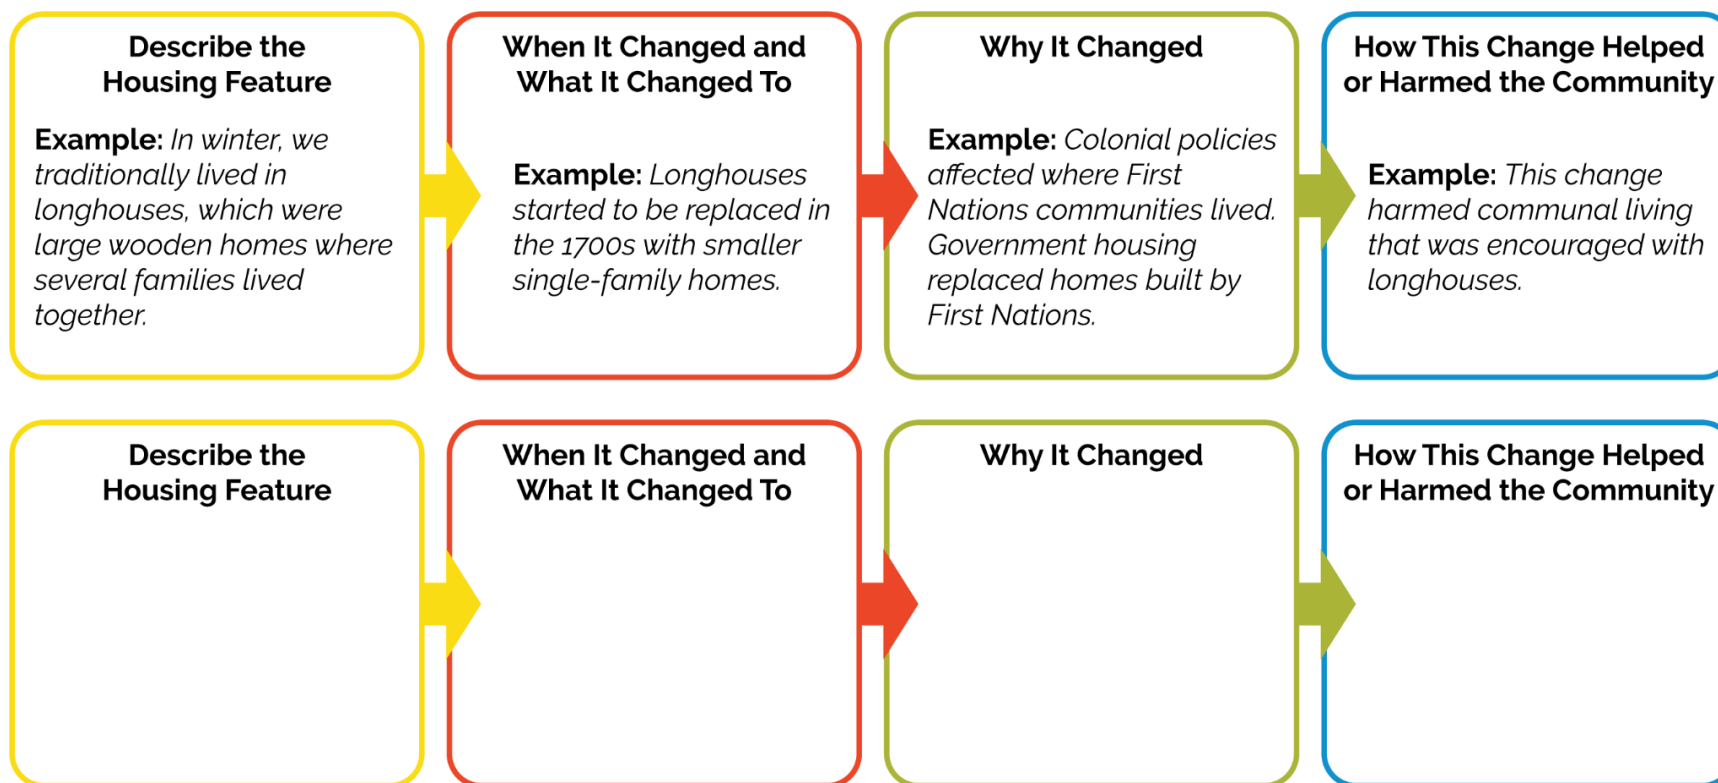 Describe the
Housing Feature
Example: In winter, we
traditionally lived in
longhouses, which were
large wooden homes where
several families lived
together.
When It Changed and
What It Changed To
Example: Longhouses
started to be replaced in
the 1700s with smaller
single-family homes.
Why It Changed
Example: Colonial policies
affected where First
Nations communities lived.
Government housing
replaced homes built by
First Nations.
How This Change Helped
or Harmed the Community
Example: This change
harmed communal living
that was encouraged with
longhouses.
Describe the
Housing Feature
When It Changed and
What It Changed To
Why It Changed
How This Change Helped
or Harmed the Community